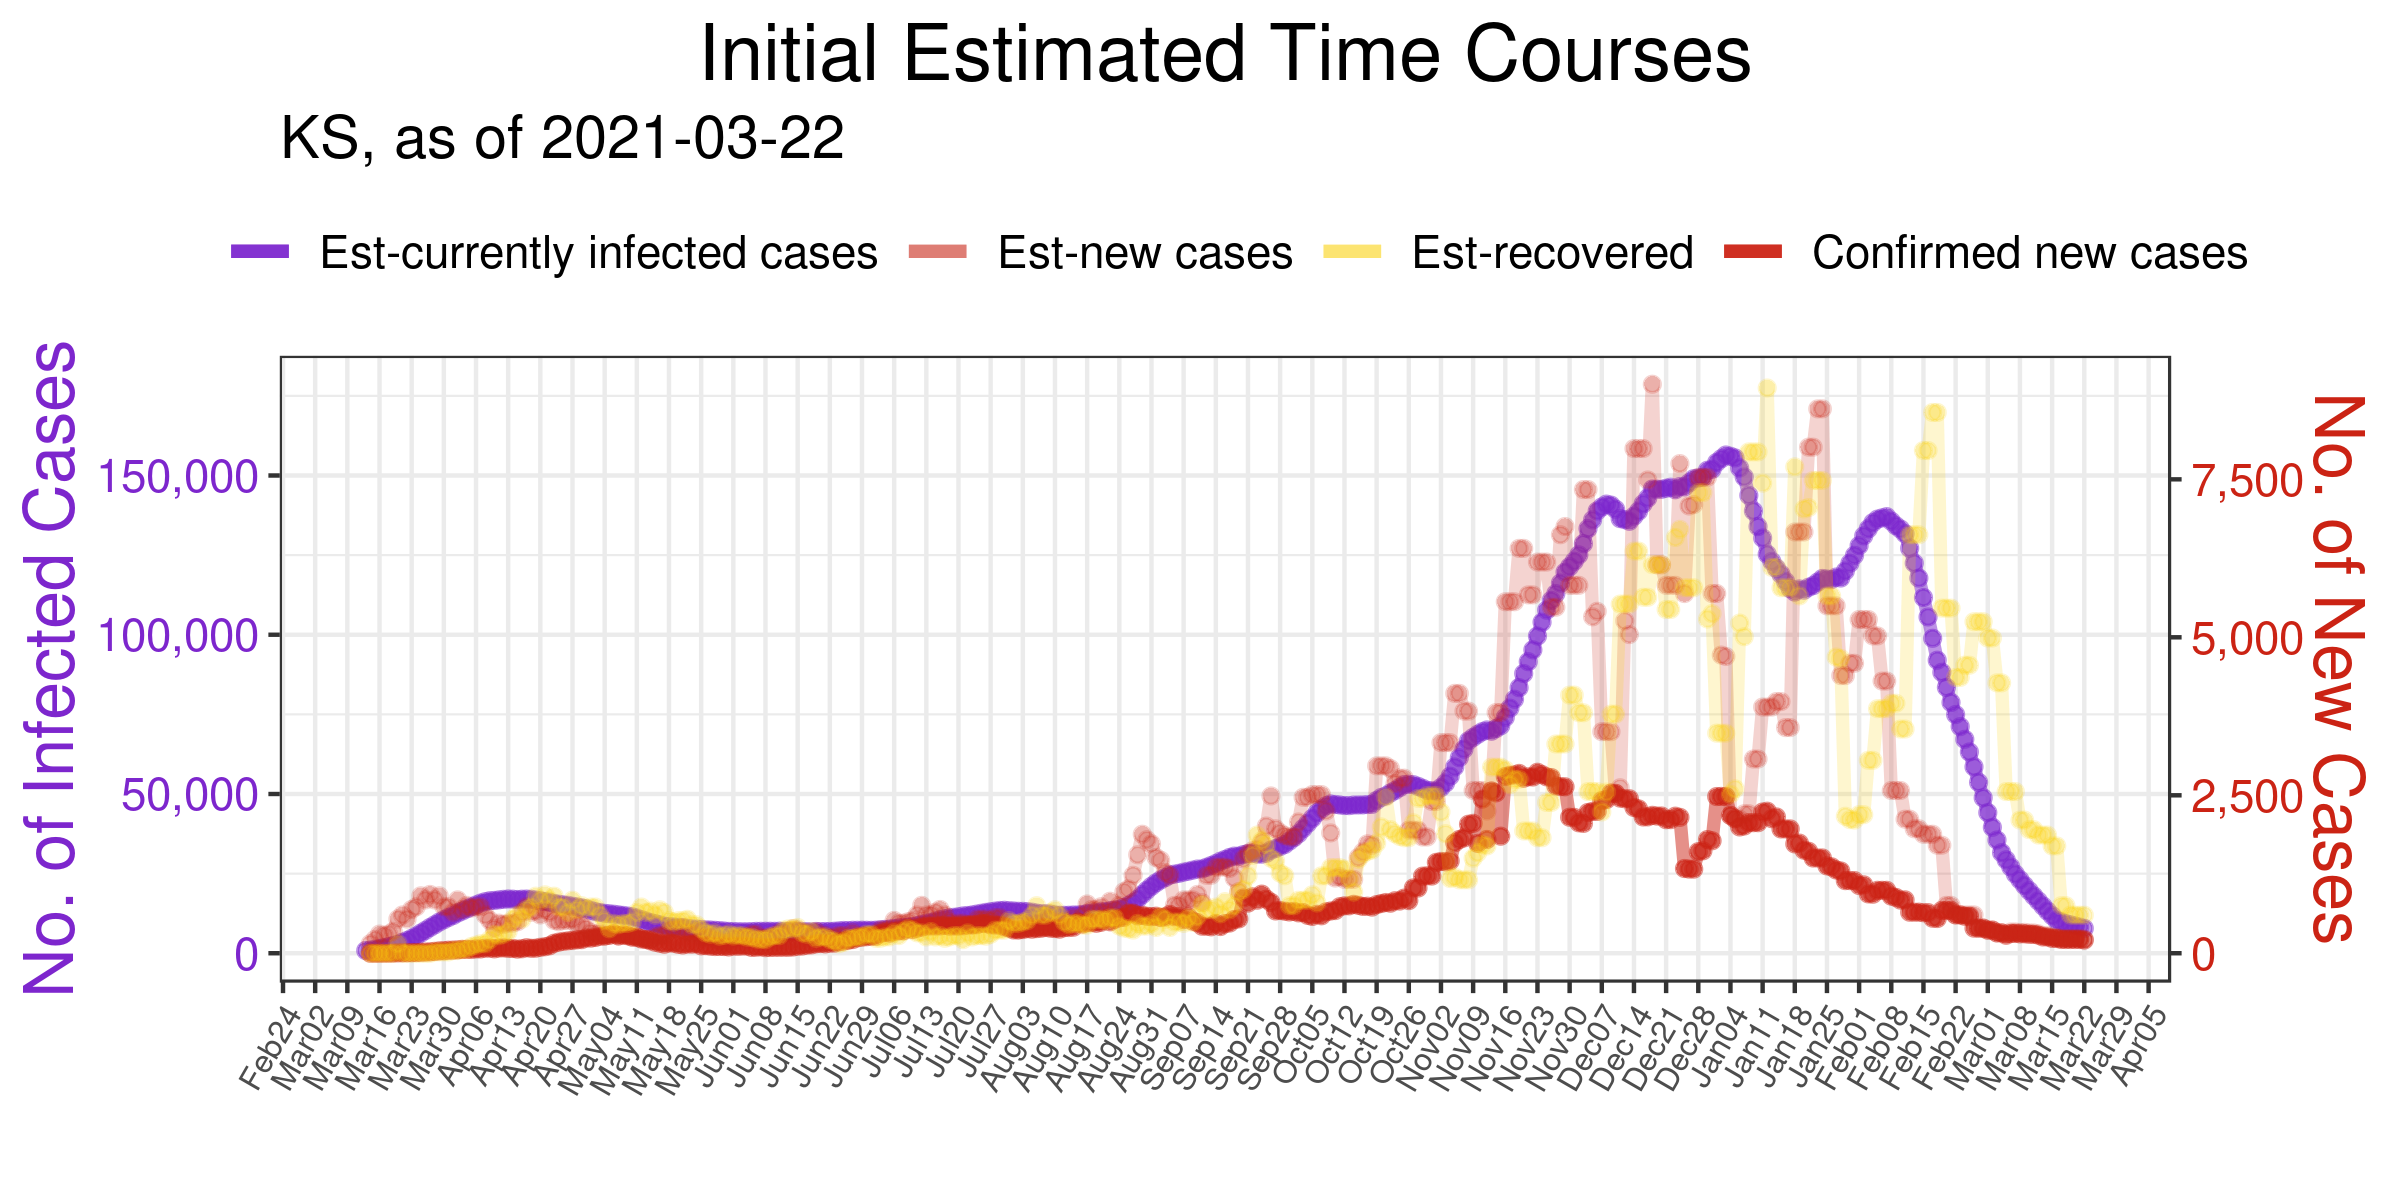 Initial Estimated Time Courses
KS, as of 2021-03-22
Est-currently infected cases
Est-new cases
Est-recovered
Confirmed new cases
No. of Infected Cases
150,000
100,000
50,000
0
7,500
5,000
2,500
0
No. of New Cases
Feb24
Mar02
Mar09
Mar16
Mar23
Mar30
Apr06
Apr13
Apr20
Apr27
May04
May11
May18
May25
Jun01
Jun08
Jun15
Jun22
Jun29
Jul06
Jul13
Jul20
Jul27
Aug03
Aug10
Aug17
Aug24
Aug31
Sep07
Sep14
Sep21
Sep28
Oct05
Oct12
Oct19
Oct26
Nov02
Nov09
Nov16
Nov23
Nov30
Dec07
Dec14
Dec21
Dec28
Jan04
Jan11
Jan18
Jan25
Feb01
Feb08
Feb15
Feb22
Mar01
Mar08
Mar15
Mar22
Mar29
Apr05